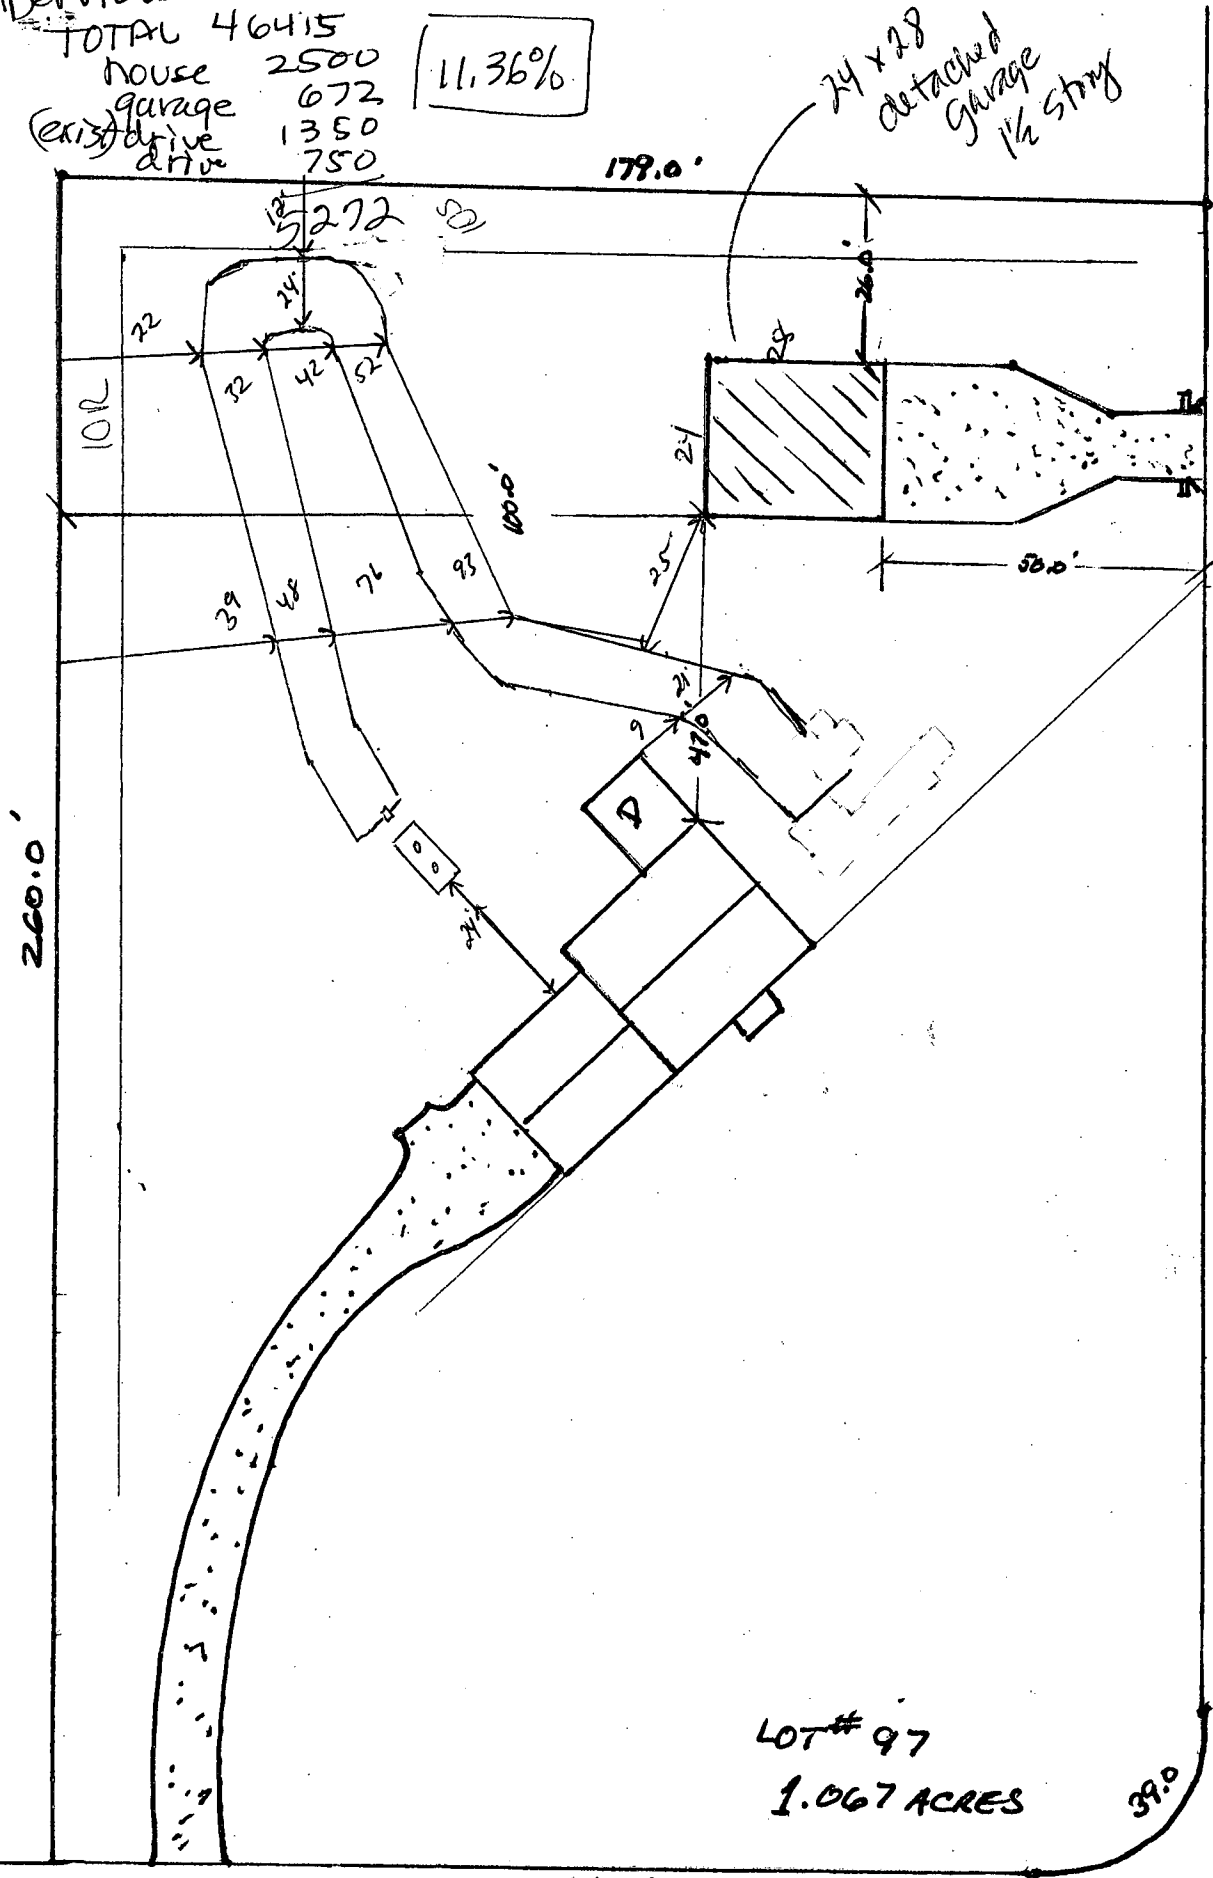 TOTAL 46415
house 2500
garage 672
(exist) drive 1350
drive 750
5272
11.36%
24 x 28
detached
garage
1½ story
179.0'
12'
50
26.0'
24'
22
32
42
52
10R
28
24
100.0'
50.0'
25'
39
48
76
93
21'
9
47.0'
D
24'
260.0'
LOT # 97
1.067 ACRES
39.0